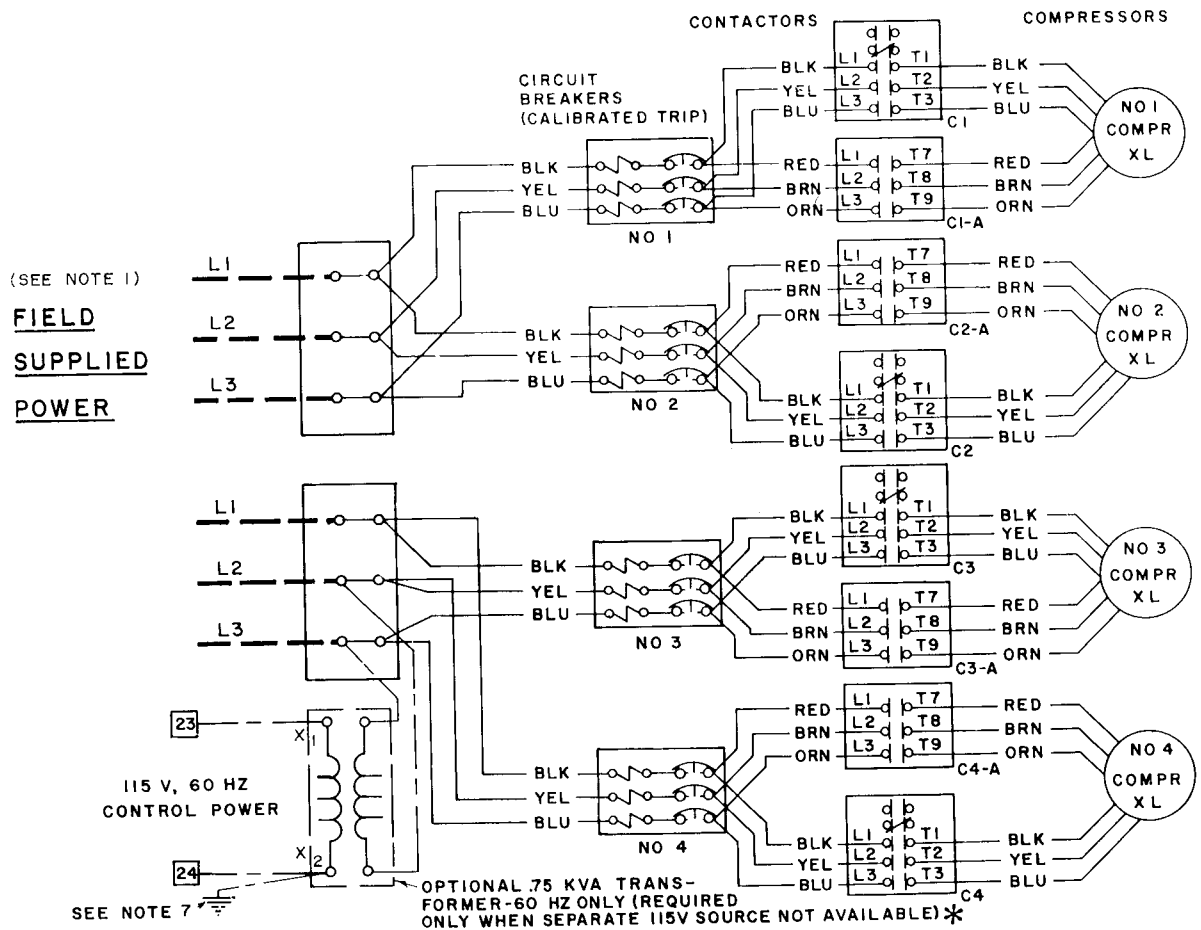 CONTACTORS
COMPRESSORS
CIRCUIT
BREAKERS
(CALIBRATED TRIP)
BLK
YEL
BLU
NO 1
BLK
YEL
BLU
L1 T1
L2 T2
L3 T3
C1
BLK
YEL
BLU
RED
BRN
ORN
L1 T7
L2 T8
L3 T9
C1-A
RED
BRN
ORN
NO 1
COMPR
XL
(SEE NOTE 1)
FIELD
SUPPLIED
POWER
L1
L2
L3
BLK
YEL
BLU
NO 2
RED
BRN
ORN
L1 T7
L2 T8
L3 T9
C2-A
RED
BRN
ORN
BLK
YEL
BLU
L1 T1
L2 T2
L3 T3
C2
BLK
YEL
BLU
NO 2
COMPR
XL
L1
L2
L3
BLK
YEL
BLU
NO 3
BLK
YEL
BLU
L1 T1
L2 T2
L3 T3
C3
BLK
YEL
BLU
RED
BRN
ORN
L1 T7
L2 T8
L3 T9
C3-A
RED
BRN
ORN
NO 3
COMPR
XL
BLK
YEL
BLU
NO 4
RED
BRN
ORN
L1 T7
L2 T8
L3 T9
C4-A
RED
BRN
ORN
BLK
YEL
BLU
L1 T1
L2 T2
L3 T3
C4
BLK
YEL
BLU
NO 4
COMPR
XL
23
X1
115 V, 60 HZ
CONTROL POWER
X2
24
SEE NOTE 7
OPTIONAL .75 KVA TRANS-
FORMER-60 HZ ONLY (REQUIRED
ONLY WHEN SEPARATE 115V SOURCE NOT AVAILABLE) *